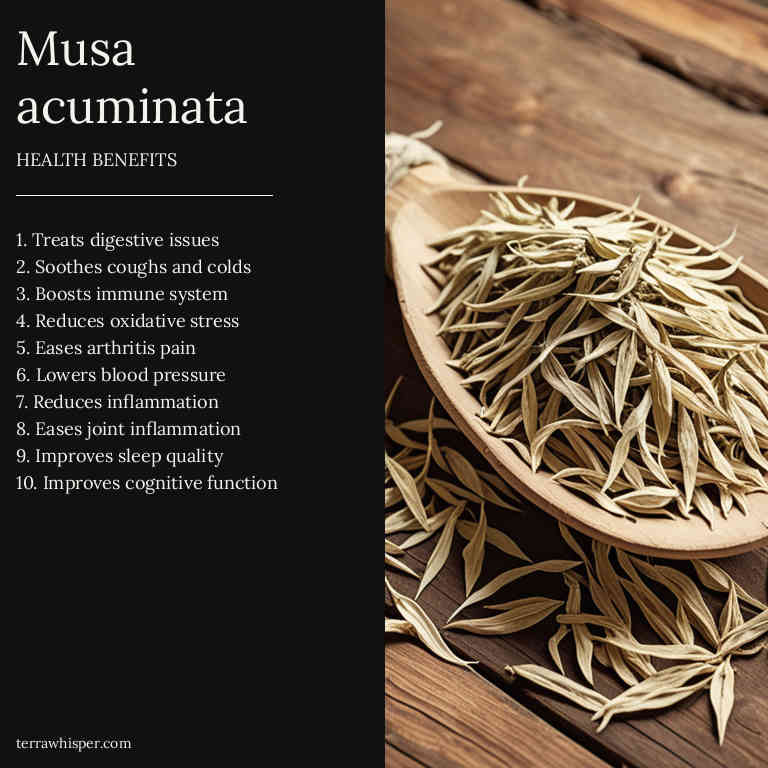 Musa
acuminata
HEALTH BENEFITS
1. Treats digestive issues
2. Soothes coughs and colds
3. Boosts immune system
4. Reduces oxidative stress
5. Eases arthritis pain
6. Lowers blood pressure
7. Reduces inflammation
8. Eases joint inflammation
9. Improves sleep quality
10. Improves cognitive function
terrawhisper.com